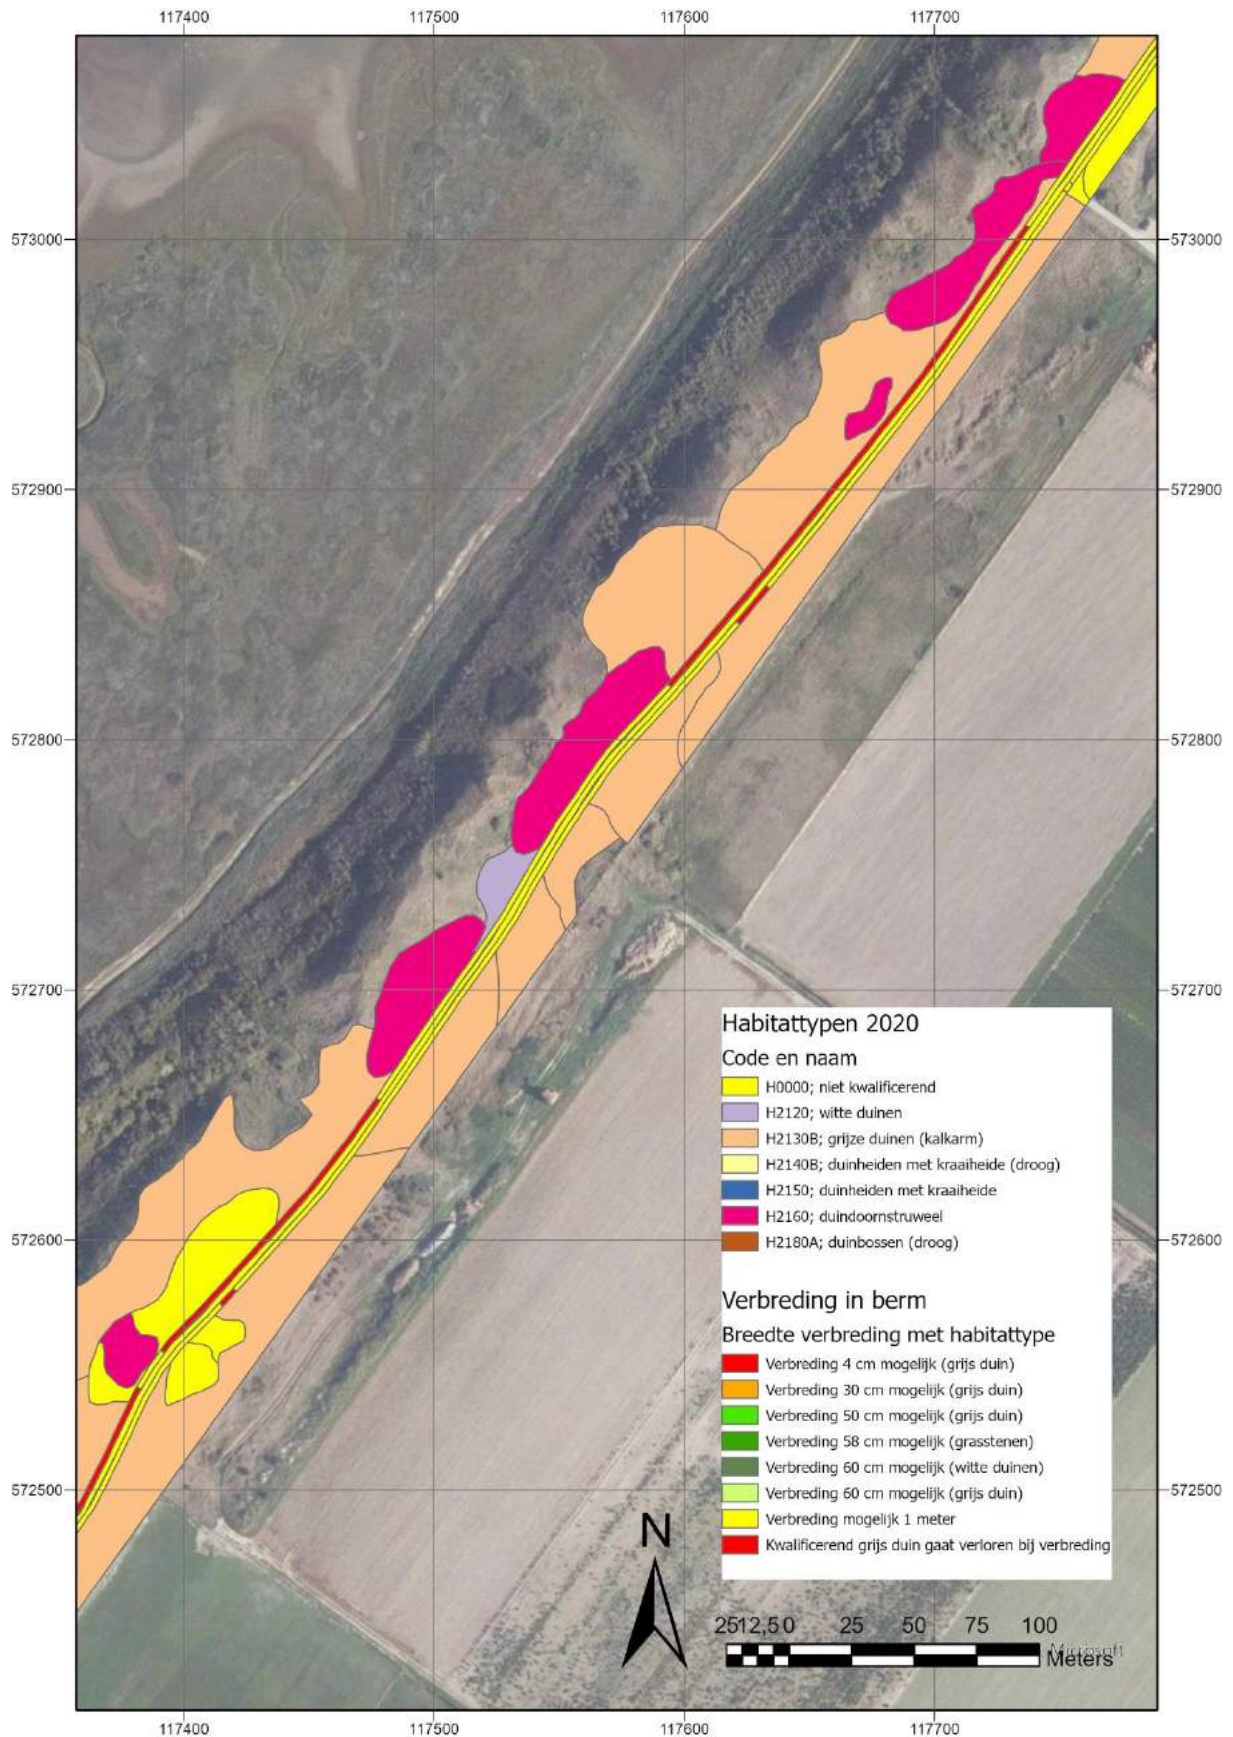 117400 117500 117600 117700
573000 573000
572900 572900
572800 572800
572700 572700
Habitattypen 2020
Code en naam
H0000; niet kwalificerend
H2120; witte duinen
H2130B; grijze duinen (kalkarm)
H2140B; duinheiden met kraaiheide (droog)
H2150; duinheiden met kraaiheide
H2160; duindoornstruweel
H2180A; duinbossen (droog)
572600 572600
Verbreding in berm
Breedte verbreding met habitattype
Verbreding 4 cm mogelijk (grijs duin)
Verbreding 30 cm mogelijk (grijs duin)
Verbreding 50 cm mogelijk (grijs duin)
Verbreding 58 cm mogelijk (grasstenen)
Verbreding 60 cm mogelijk (witte duinen)
Verbreding 60 cm mogelijk (grijs duin)
Verbreding mogelijk 1 meter
Kwalificerend grijs duin gaat verloren bij verbreding
572500 572500
N
25 12,5 0 25 50 75 100
Microsoft
Meters
117400 117500 117600 117700